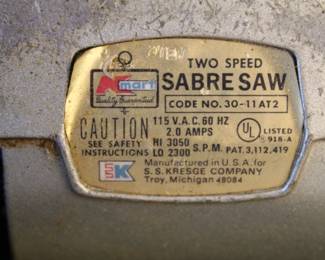 TWO SPEED
Kmart
Quality Guaranteed
SABRE SAW
CODE NO. 30-11AT2
CAUTION
SEE SAFETY
INSTRUCTIONS
115 V.A.C. 60 HZ
2.0 AMPS
HI 3050
LO 2300 S.P.M.
UL LISTED
916-A
PAT. 3,112,419
SK
Manufactured in U.S.A. for
S. S. KRESGE COMPANY
Troy, Michigan 48084